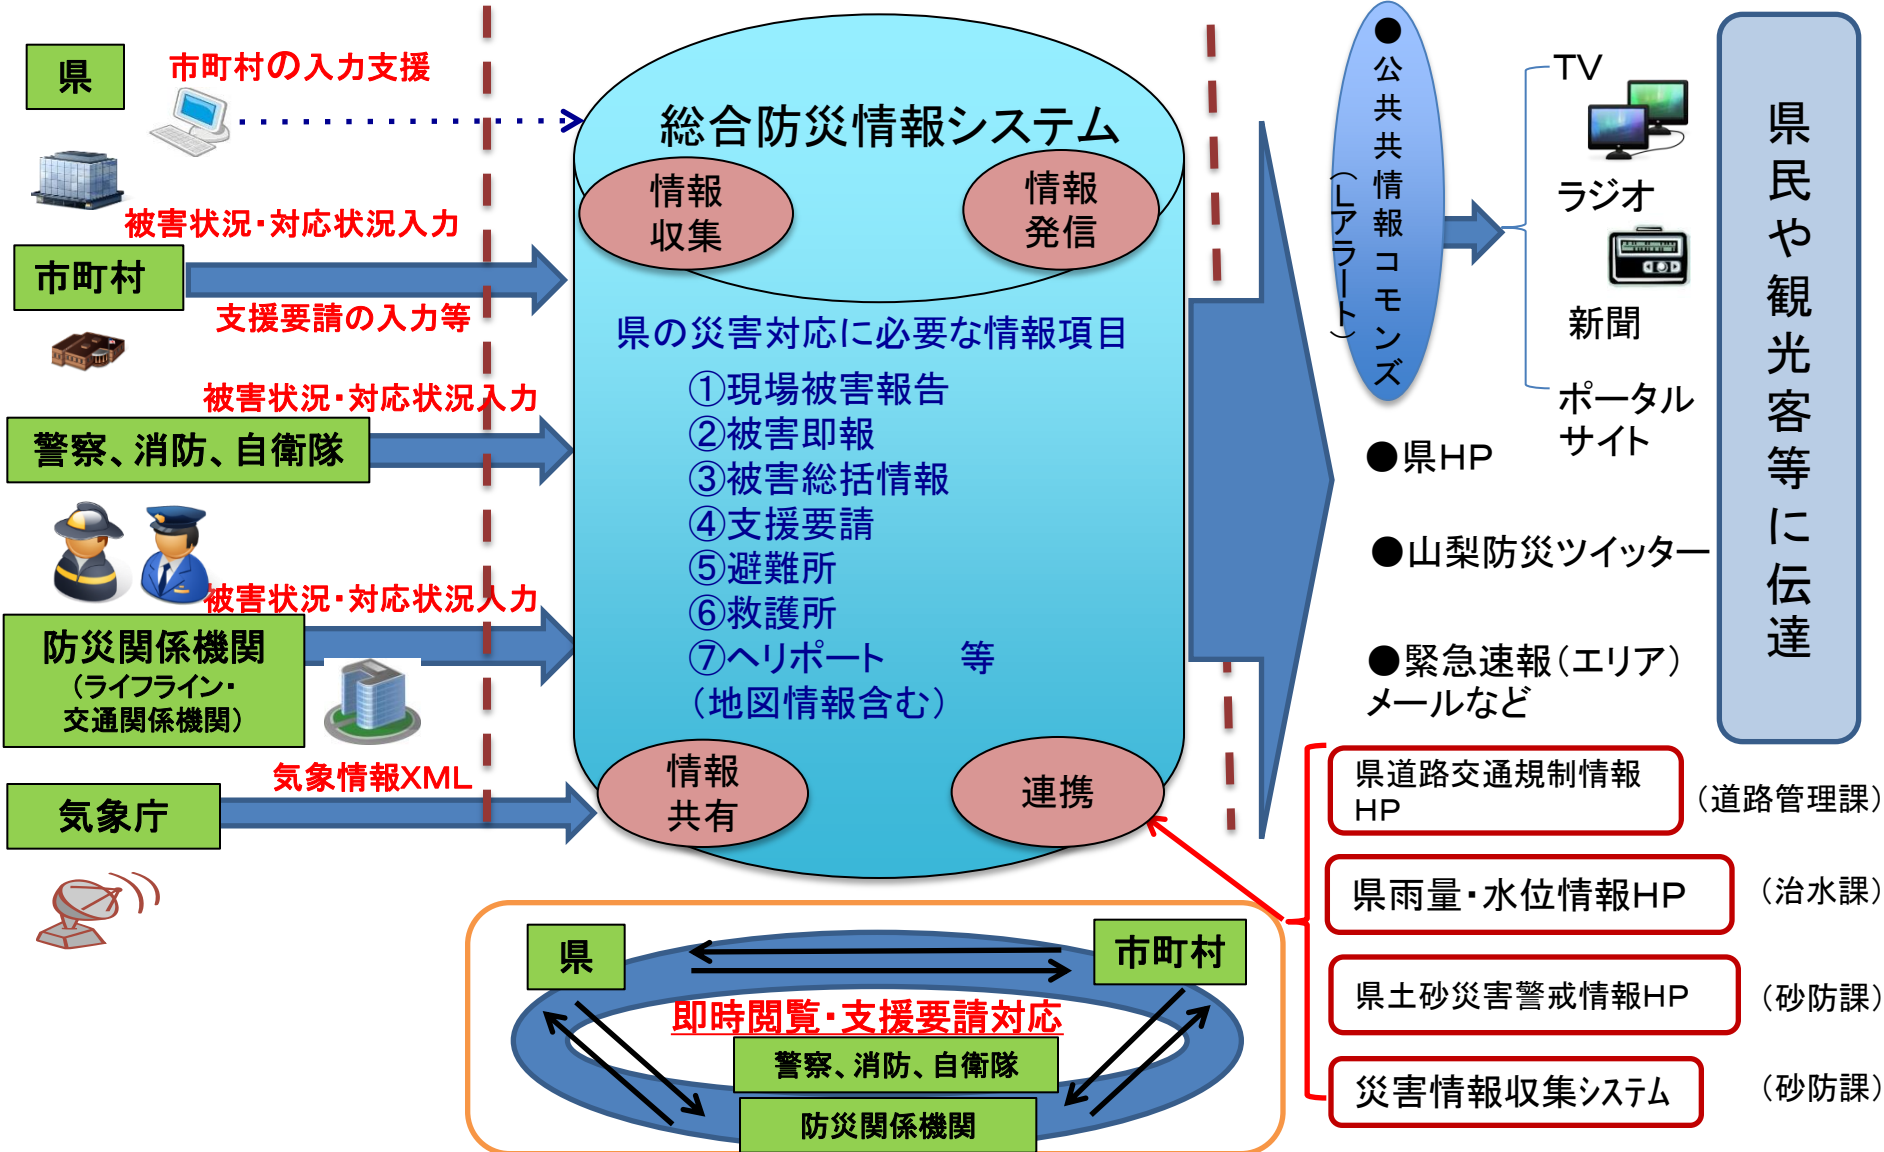 県
市町村の入力支援
被害状況・対応状況入力
市町村
支援要請の入力等
被害状況・対応状況入力
警察、消防、自衛隊
被害状況・対応状況入力
防災関係機関
（ライフライン・
交通関係機関）
気象情報XML
気象庁
総合防災情報システム
情報
収集
情報
発信
県の災害対応に必要な情報項目
①現場被害報告
②被害即報
③被害総括情報
④支援要請
⑤避難所
⑥救護所
⑦ヘリポート　　等
（地図情報含む）
情報
共有
連携
●公共共情報コモンズ
（Lアラート）
TV
ラジオ
新聞
ポータル
サイト
●県HP
●山梨防災ツイッター
●緊急速報（エリア）
メールなど
県民や観光客等に伝達
県道路交通規制情報
HP
（道路管理課）
県雨量・水位情報HP
（治水課）
県土砂災害警戒情報HP
（砂防課）
災害情報収集システム
（砂防課）
県
市町村
即時閲覧・支援要請対応
警察、消防、自衛隊
防災関係機関